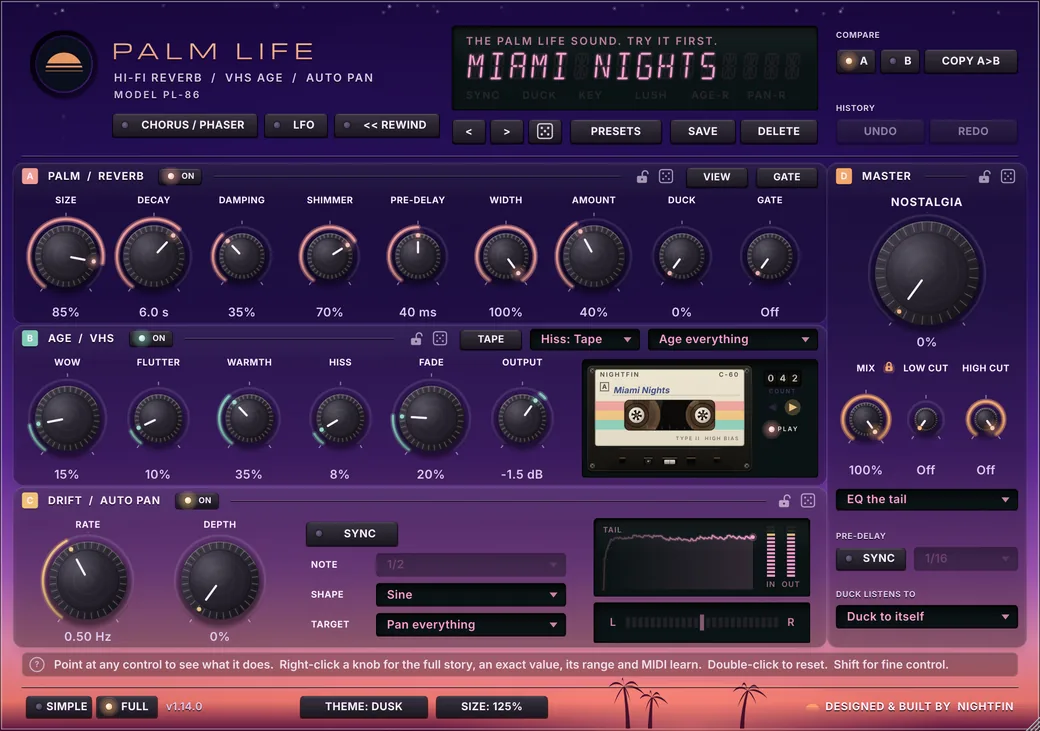 PALM LIFE
HI-FI REVERB / VHS AGE / AUTO PAN
MODEL PL-86
CHORUS / PHASER LFO << REWIND
THE PALM LIFE SOUND. TRY IT FIRST.
MIAMI NIGHTS
SYNC DUCK KEY LUSH AGE-R PAN-R
< > PRESETS SAVE DELETE
COMPARE
A B COPY A>B
HISTORY
UNDO REDO
A PALM / REVERB ON VIEW GATE
SIZE DECAY DAMPING SHIMMER PRE-DELAY WIDTH AMOUNT DUCK GATE
85% 6.0 s 35% 70% 40 ms 100% 40% 0% Off
B AGE / VHS ON TAPE Hiss: Tape Age everything
WOW FLUTTER WARMTH HISS FADE OUTPUT
15% 10% 35% 8% 20% -1.5 dB
NIGHTFIN C-60
A Miami Nights
TYPE II HIGH BIAS
0 4 2
COUNT
PLAY
C DRIFT / AUTO PAN ON
RATE DEPTH
0.50 Hz 0%
SYNC
NOTE 1/2
SHAPE Sine
TARGET Pan everything
TAIL
IN OUT
L R
D MASTER
NOSTALGIA
0%
MIX LOW CUT HIGH CUT
100% Off Off
EQ the tail
PRE-DELAY
SYNC 1/16
DUCK LISTENS TO
Duck to itself
? Point at any control to see what it does. Right-click a knob for the full story, an exact value, its range and MIDI learn. Double-click to reset. Shift for fine control.
SIMPLE FULL v1.14.0 THEME: DUSK SIZE: 125% DESIGNED & BUILT BY NIGHTFIN